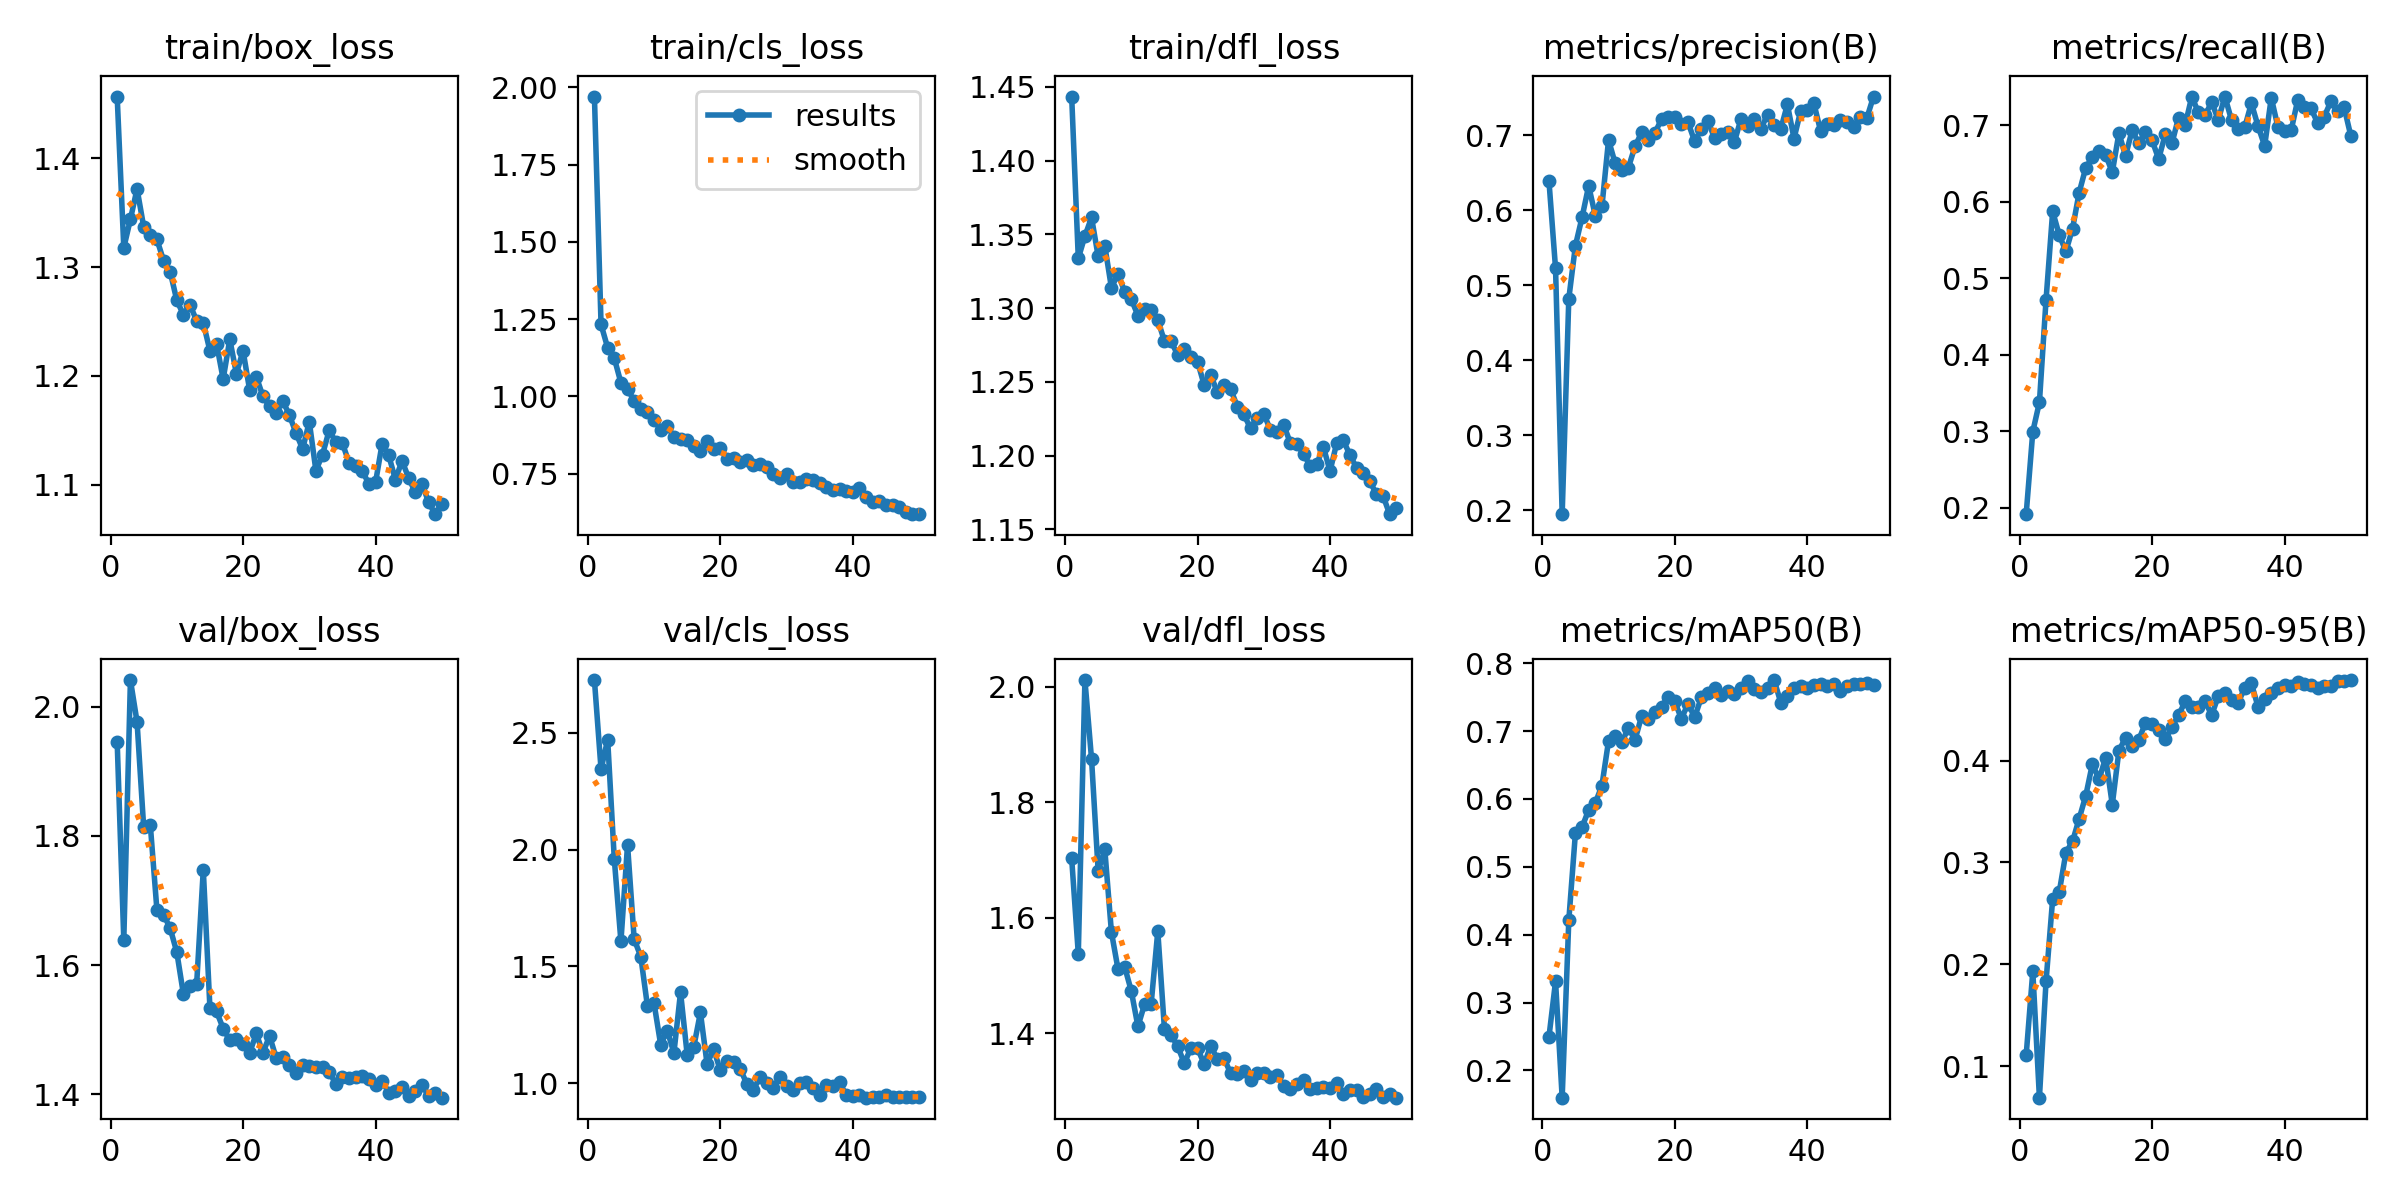 train/box_loss
train/cls_loss
train/dfl_loss
metrics/precision(B)
metrics/recall(B)
1.4
1.3
1.2
1.1
0 20 40
2.00
1.75
1.50
1.25
1.00
0.75
results
smooth
0 20 40
1.45
1.40
1.35
1.30
1.25
1.20
1.15
0 20 40
0.7
0.6
0.5
0.4
0.3
0.2
0 20 40
0.7
0.6
0.5
0.4
0.3
0.2
0 20 40
val/box_loss
val/cls_loss
val/dfl_loss
metrics/mAP50(B)
metrics/mAP50-95(B)
2.0
1.8
1.6
1.4
0 20 40
2.5
2.0
1.5
1.0
0 20 40
2.0
1.8
1.6
1.4
0 20 40
0.8
0.7
0.6
0.5
0.4
0.3
0.2
0 20 40
0.4
0.3
0.2
0.1
0 20 40